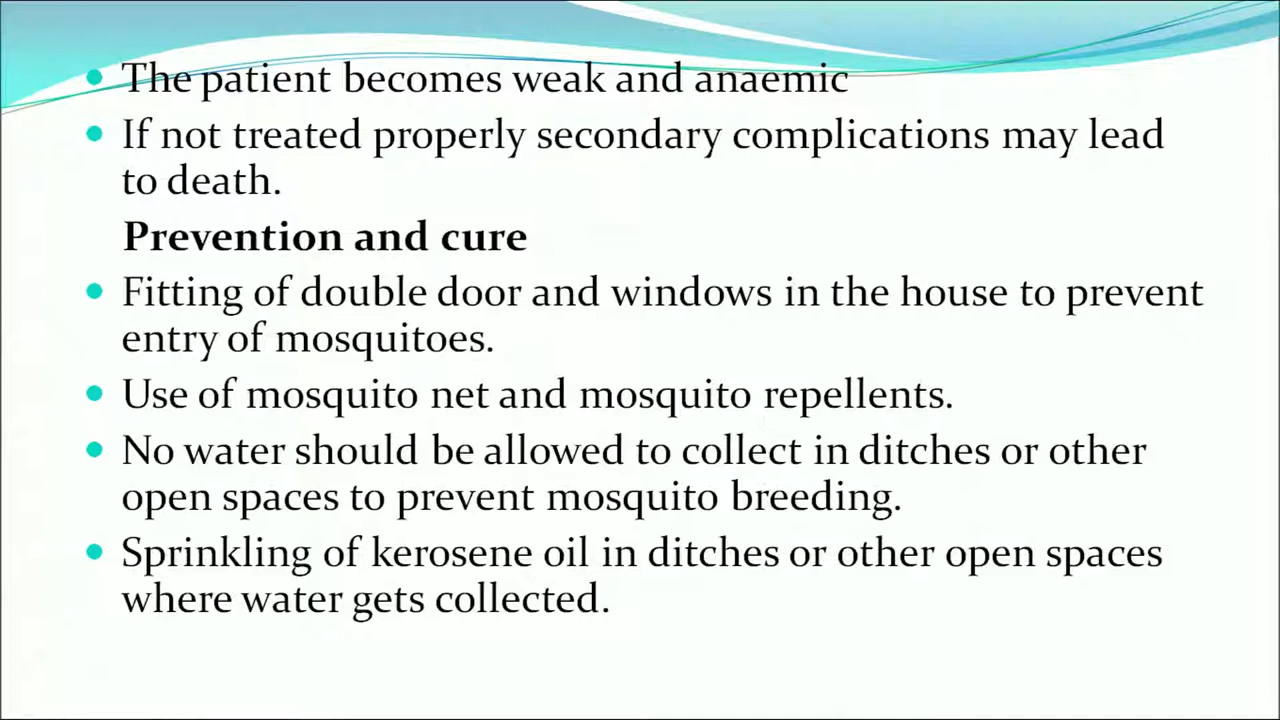 The patient becomes weak and anaemic
If not treated properly secondary complications may lead
to death.
Prevention and cure
Fitting of double door and windows in the house to prevent
entry of mosquitoes.
Use of mosquito net and mosquito repellents.
No water should be allowed to collect in ditches or other
open spaces to prevent mosquito breeding.
Sprinkling of kerosene oil in ditches or other open spaces
where water gets collected.